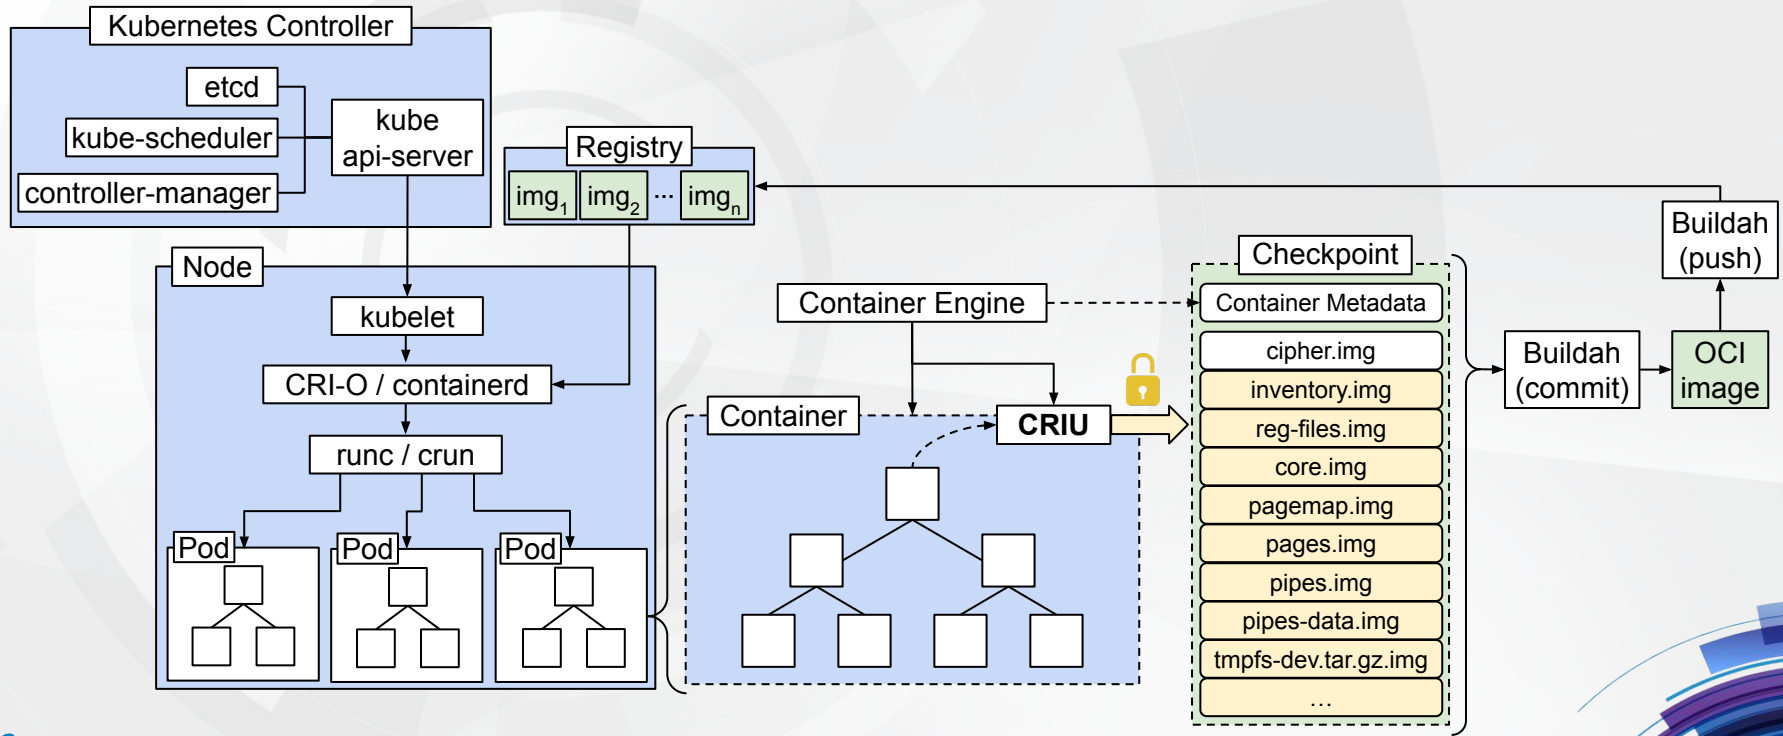 Kubernetes Controller
etcd
kube-scheduler
controller-manager
kube
api-server
Registry
img1
img2
...
imgn
Node
kubelet
CRI-O / containerd
runc / crun
Pod
Pod
Pod
Container Engine
Container
CRIU
Checkpoint
Container Metadata
cipher.img
inventory.img
reg-files.img
core.img
pagemap.img
pages.img
pipes.img
pipes-data.img
tmpfs-dev.tar.gz.img
...
Buildah
(commit)
OCI
image
Buildah
(push)